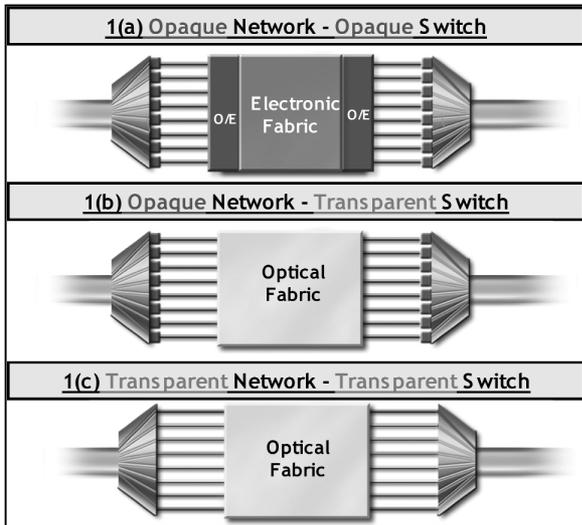 1(a) Opaque Network - Opaque Switch
O/E
Electronic
Fabric
O/E
1(b) Opaque Network - Transparent Switch
Optical
Fabric
1(c) Transparent Network - Transparent Switch
Optical
Fabric